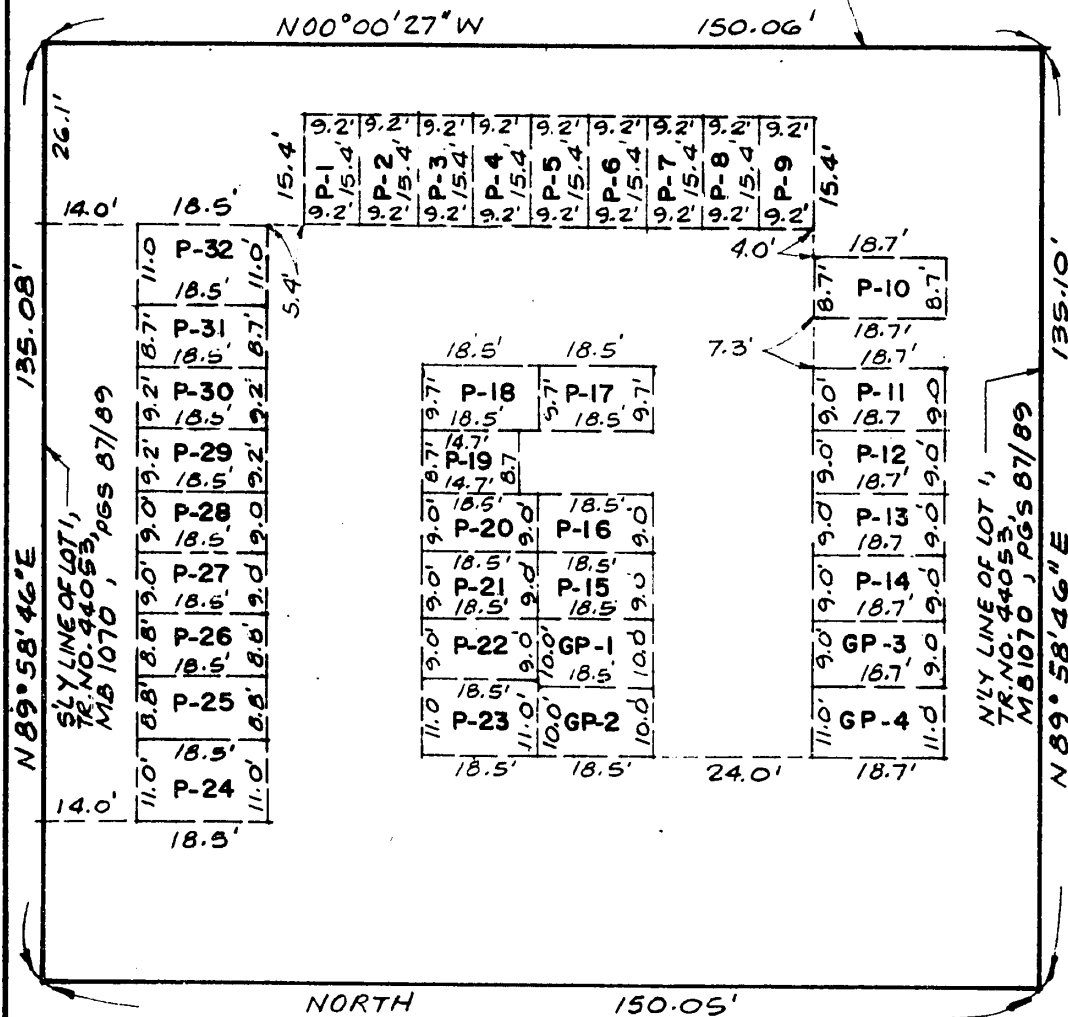 N00°00'27"W 150.06'
26.1'
9.2' 9.2' 9.2' 9.2' 9.2' 9.2' 9.2' 9.2' 9.2'
15.4' P-1 15.4' P-2 15.4' P-3 15.4' P-4 15.4' P-5 15.4' P-6 15.4' P-7 15.4' P-8 15.4' P-9 15.4'
9.2' 9.2' 9.2' 9.2' 9.2' 9.2' 9.2' 9.2' 9.2'
14.0' 18.5'
11.0 P-32 11.0'
18.5'
5.4'
8.7' P-31 8.7'
18.5'
9.2' P-30 9.2'
18.5'
9.2' P-29 9.2'
18.5'
9.0' P-28 9.0
18.5'
9.0' P-27 9.0'
18.5'
8.8' P-26 8.8'
18.5'
8.8' P-25 8.8'
18.5'
14.0' 11.0' P-24 11.0'
18.5'
18.5' 18.5'
9.7' P-18 9.7' P-17 9.7'
18.5' 18.5'
14.7'
8.7' P-19 8.7
14.7'
18.5' 18.5'
9.0' P-20 9.0' P-16 9.0
18.5' 18.5'
9.0' P-21 9.0' P-15 9.0'
18.5' 18.5
9.0' P-22 9.0 10.0' GP-1 10.0'
18.5' 18.5'
11.0 P-23 11.0' 10.0' GP-2 10.0'
18.5' 18.5' 24.0' 18.7'
4.0' 18.7'
8.7' P-10 8.7'
18.7'
7.3' 18.7'
9.0' P-11 9.0
18.7
9.0' P-12 9.0'
18.7'
9.0' P-13 9.0'
18.7
9.0' P-14 9.0'
18.7'
9.0' GP-3 9.0
18.7'
11.0' GP-4 11.0'
N89°58'46"E 135.08'
S'LY LINE OF LOT 1,
TR. NO. 44053,
MB 1070, PGS 87/89
N'LY LINE OF LOT 1,
TR. NO. 44053,
MB 1070, PGS 87/89
N89°58'46"E 135.10'
NORTH 150.05'